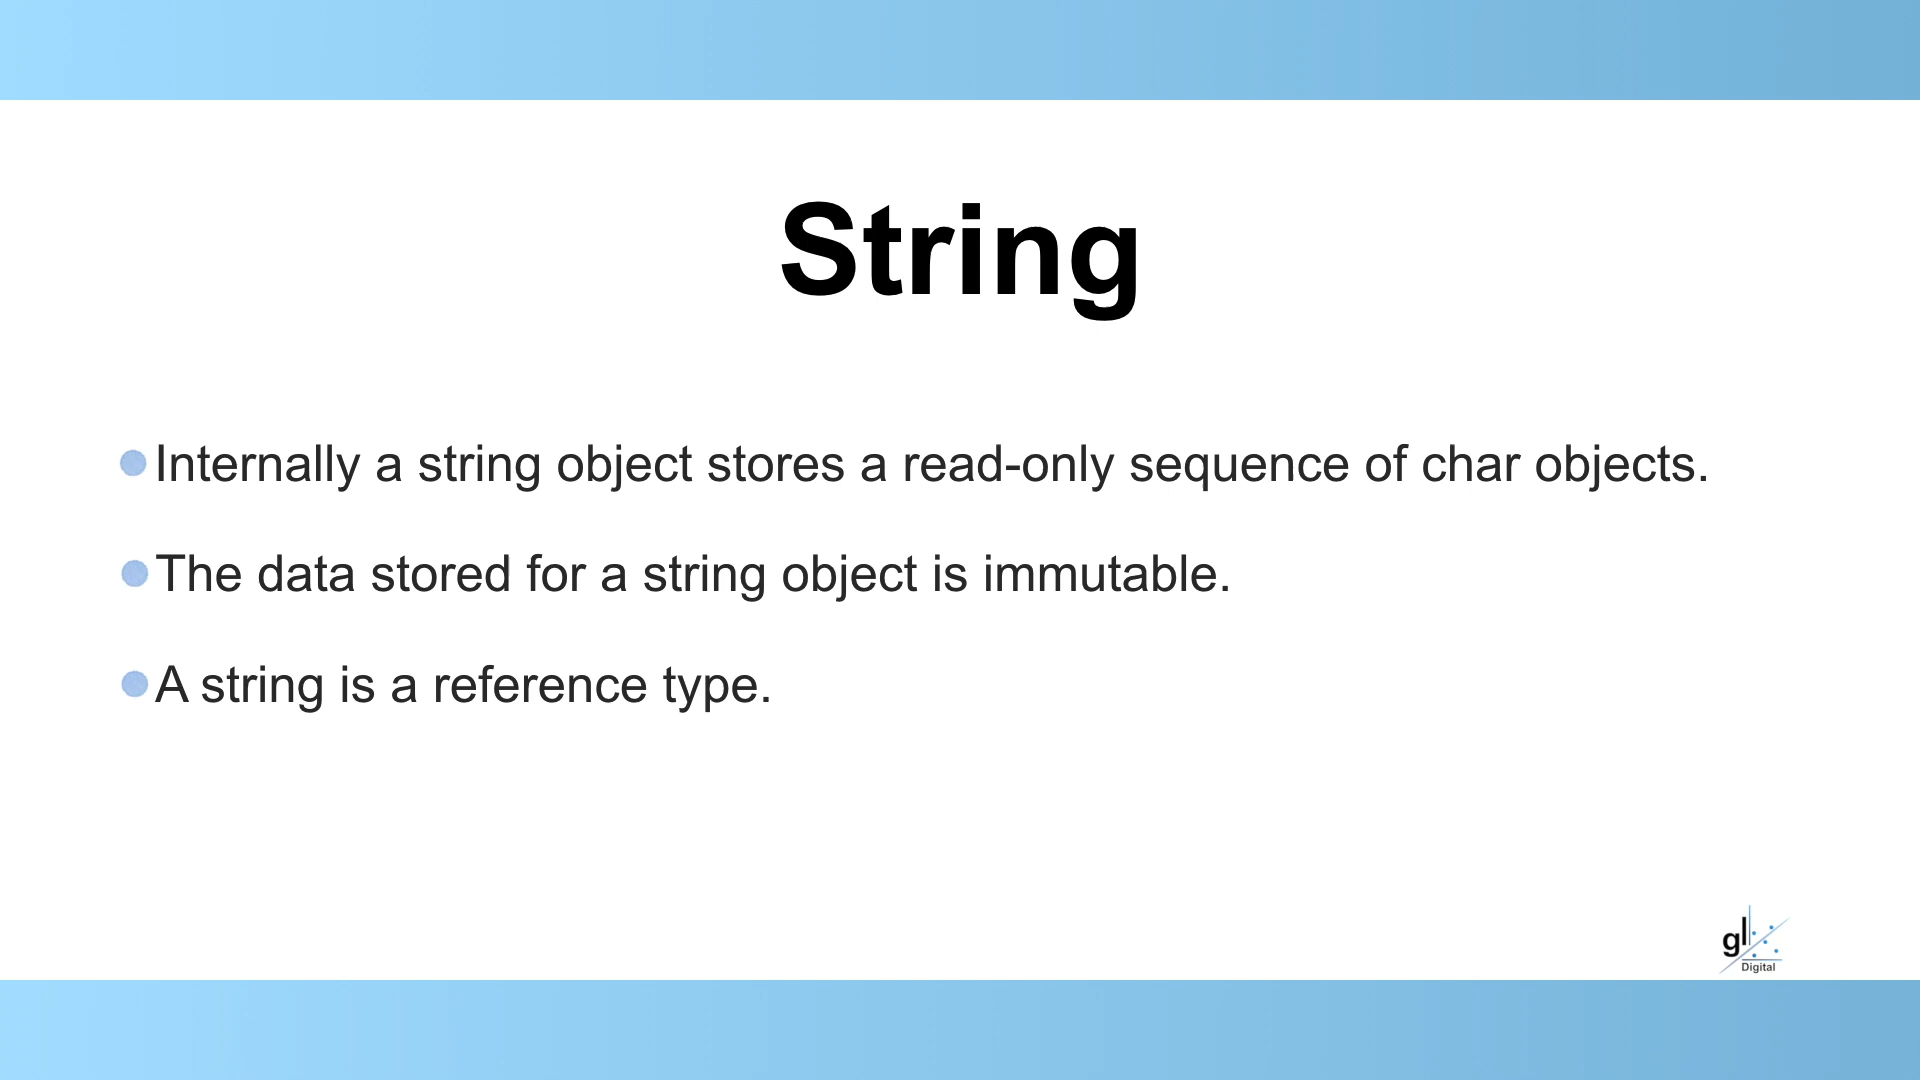 String
Internally a string object stores a read-only sequence of char objects.
The data stored for a string object is immutable.
A string is a reference type.
gl
Digital